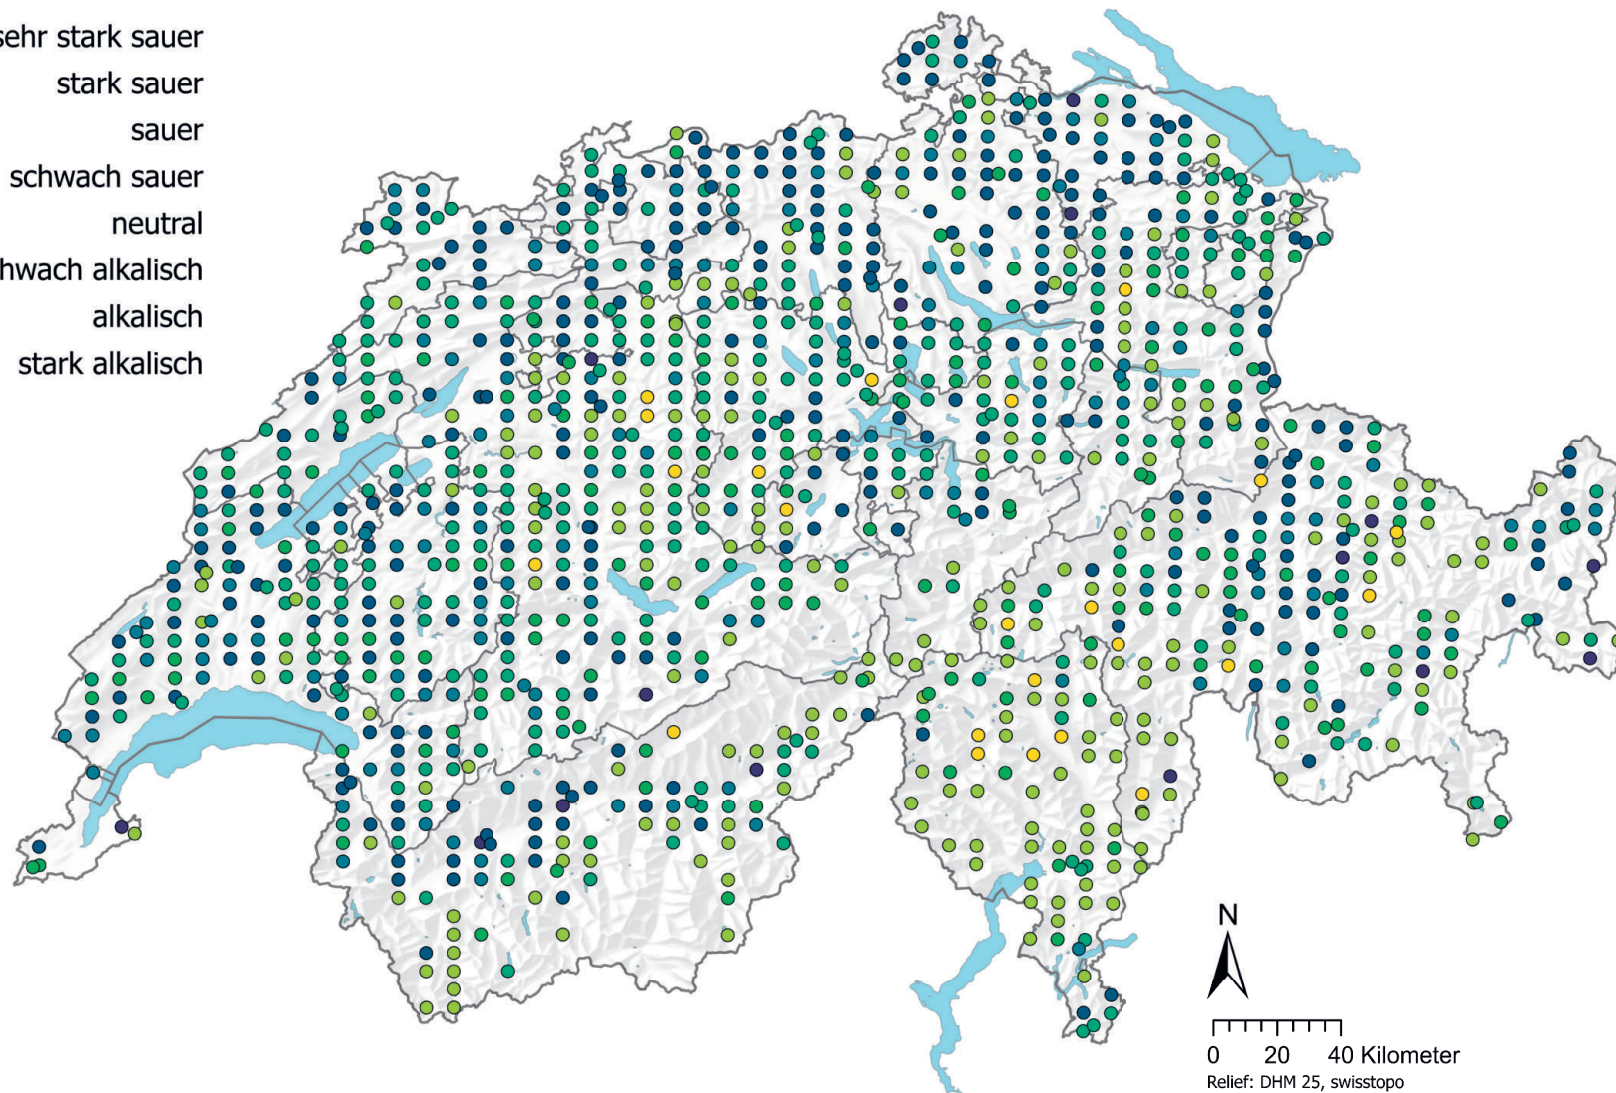 sehr stark sauer
stark sauer
sauer
schwach sauer
neutral
hwach alkalisch
alkalisch
stark alkalisch
N
0 20 40 Kilometer
Relief: DHM 25, swisstopo